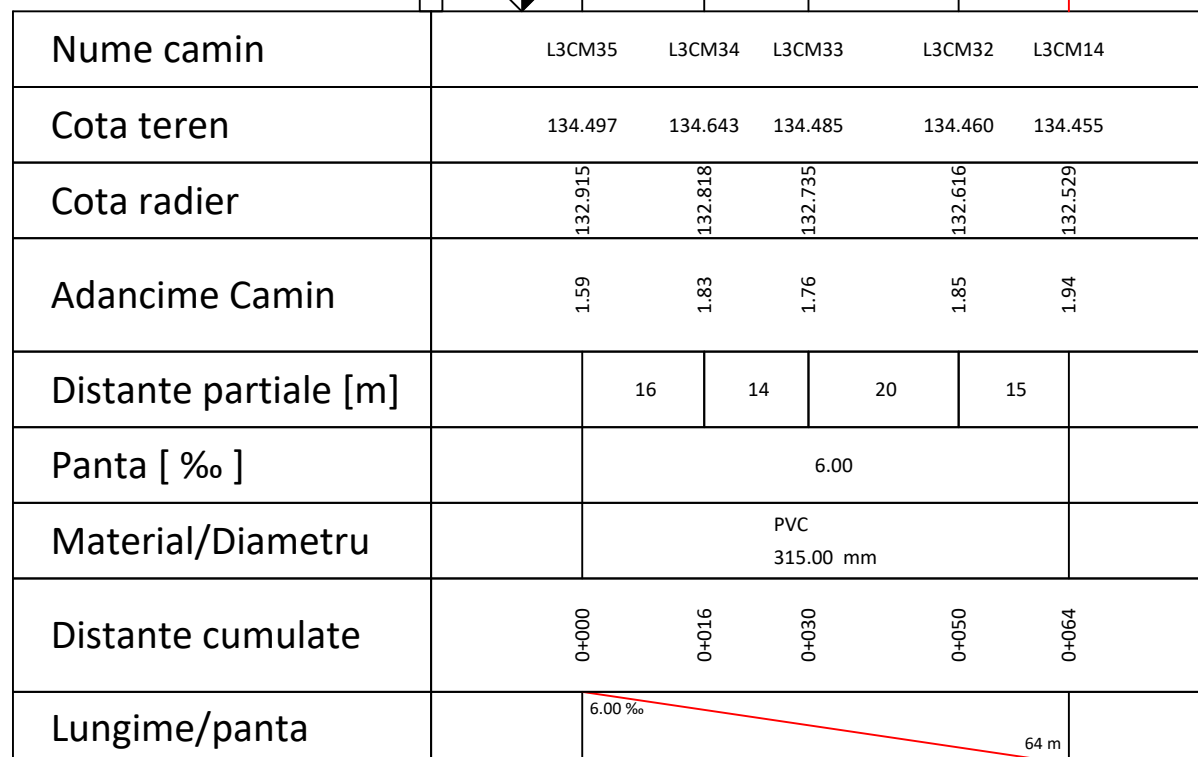 Nume camin L3CM35 L3CM34 L3CM33 L3CM32 L3CM14
Cota teren 134.497 134.643 134.485 134.460 134.455
Cota radier 132.915 132.818 132.735 132.616 132.529
Adancime Camin 1.59 1.83 1.76 1.85 1.94
Distante partiale [m] 16 14 20 15
Panta [ ‰ ] 6.00
Material/Diametru PVC
315.00 mm
Distante cumulate 0+000 0+016 0+030 0+050 0+064
Lungime/panta 6.00 ‰ 64 m